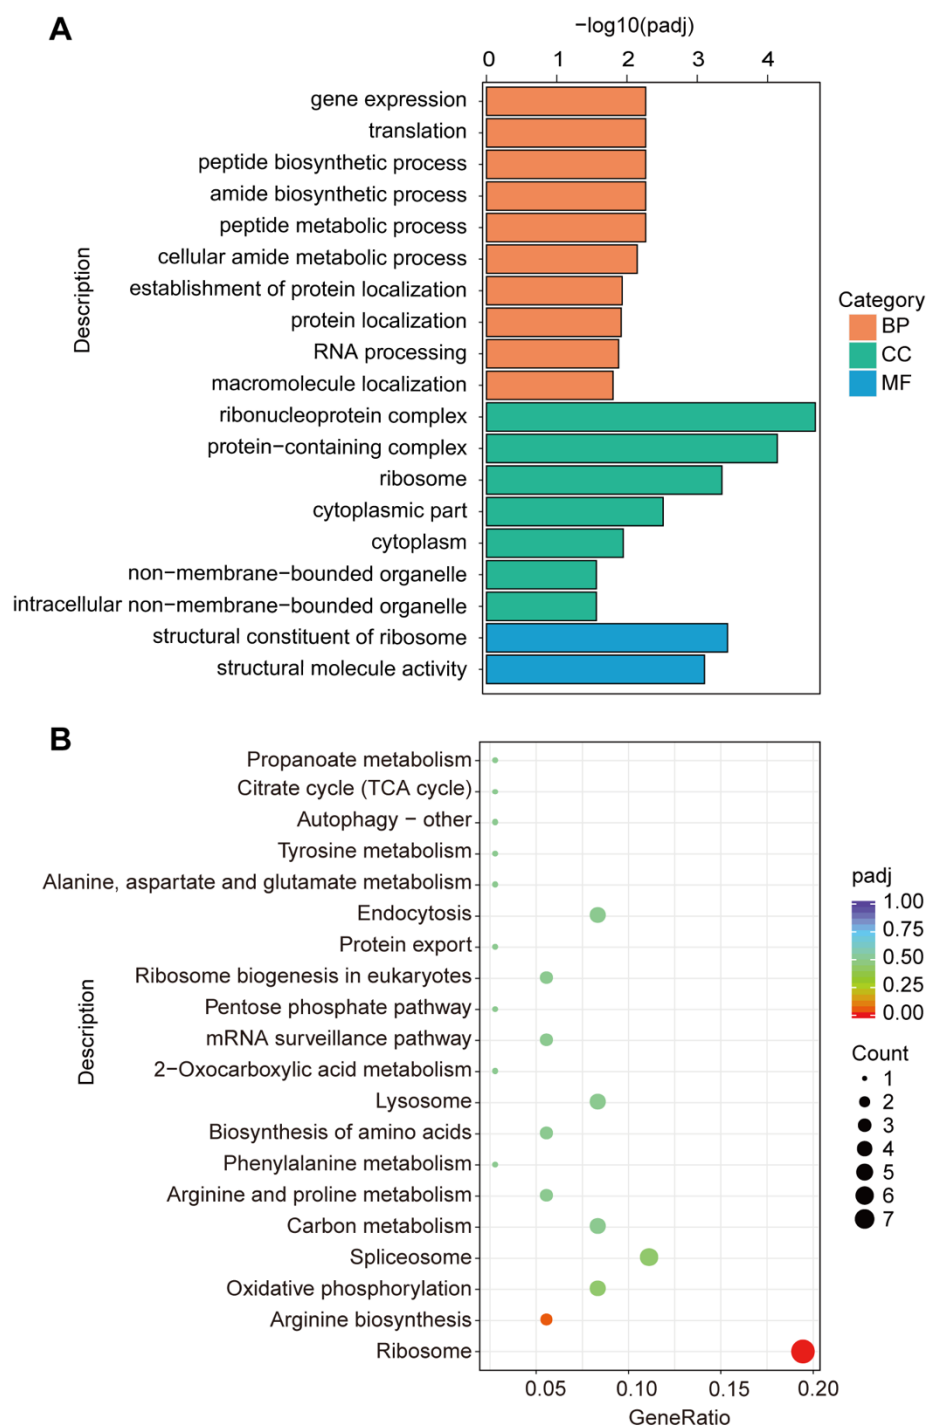 A
−log10(padj)
0 1 2 3 4
Description
gene expression
translation
peptide biosynthetic process
amide biosynthetic process
peptide metabolic process
cellular amide metabolic process
establishment of protein localization
protein localization
RNA processing
macromolecule localization
ribonucleoprotein complex
protein−containing complex
ribosome
cytoplasmic part
cytoplasm
non−membrane−bounded organelle
intracellular non−membrane−bounded organelle
structural constituent of ribosome
structural molecule activity
Category
BP
CC
MF
B
Description
Propanoate metabolism
Citrate cycle (TCA cycle)
Autophagy − other
Tyrosine metabolism
Alanine, aspartate and glutamate metabolism
Endocytosis
Protein export
Ribosome biogenesis in eukaryotes
Pentose phosphate pathway
mRNA surveillance pathway
2−Oxocarboxylic acid metabolism
Lysosome
Biosynthesis of amino acids
Phenylalanine metabolism
Arginine and proline metabolism
Carbon metabolism
Spliceosome
Oxidative phosphorylation
Arginine biosynthesis
Ribosome
0.05 0.10 0.15 0.20
GeneRatio
padj
1.00
0.75
0.50
0.25
0.00
Count
1
2
3
4
5
6
7